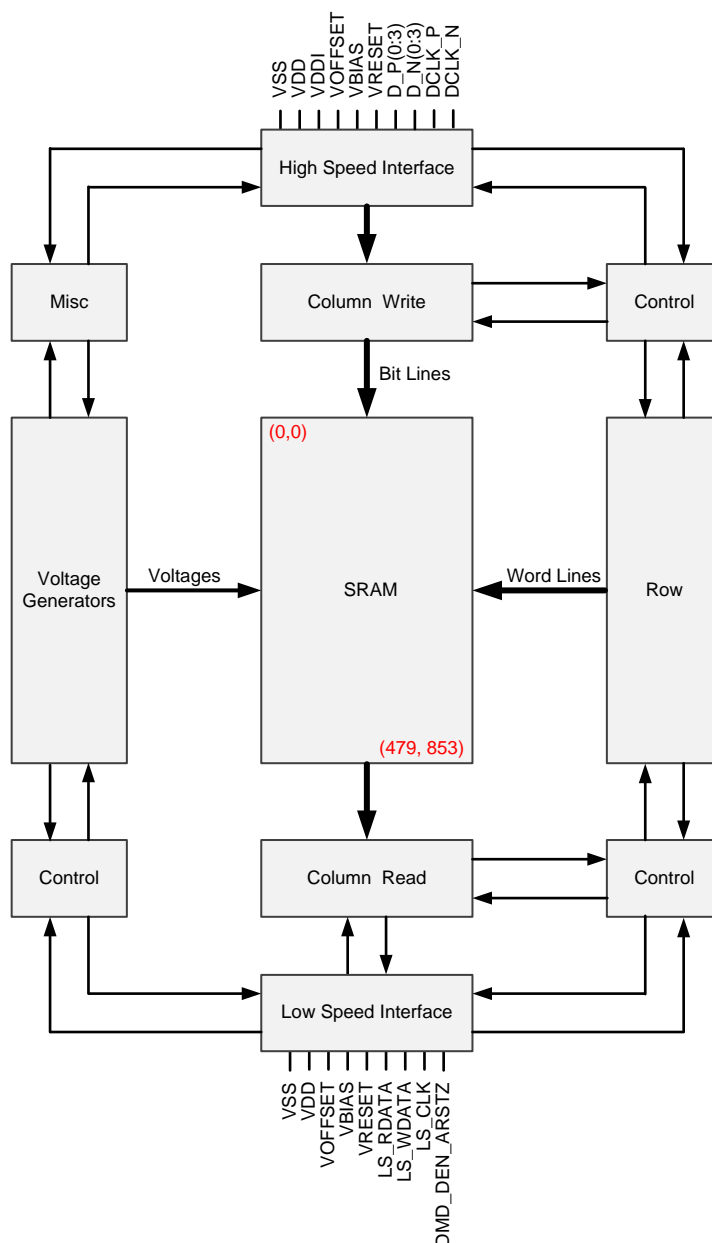 VSS
VDD
VDDI
VOFFSET
VBIAS
VRESET
D_P(0:3)
D_N(0:3)
DCLK_P
DCLK_N
High Speed Interface
Misc
Column Write
Control
Bit Lines
(0,0)
Voltage
Generators
Voltages
SRAM
Word Lines
Row
(479, 853)
Control
Column Read
Control
Low Speed Interface
VSS
VDD
VOFFSET
VBIAS
VRESET
LS_RDATA
LS_WDATA
LS_CLK
DMD_DEN_ARSTZ